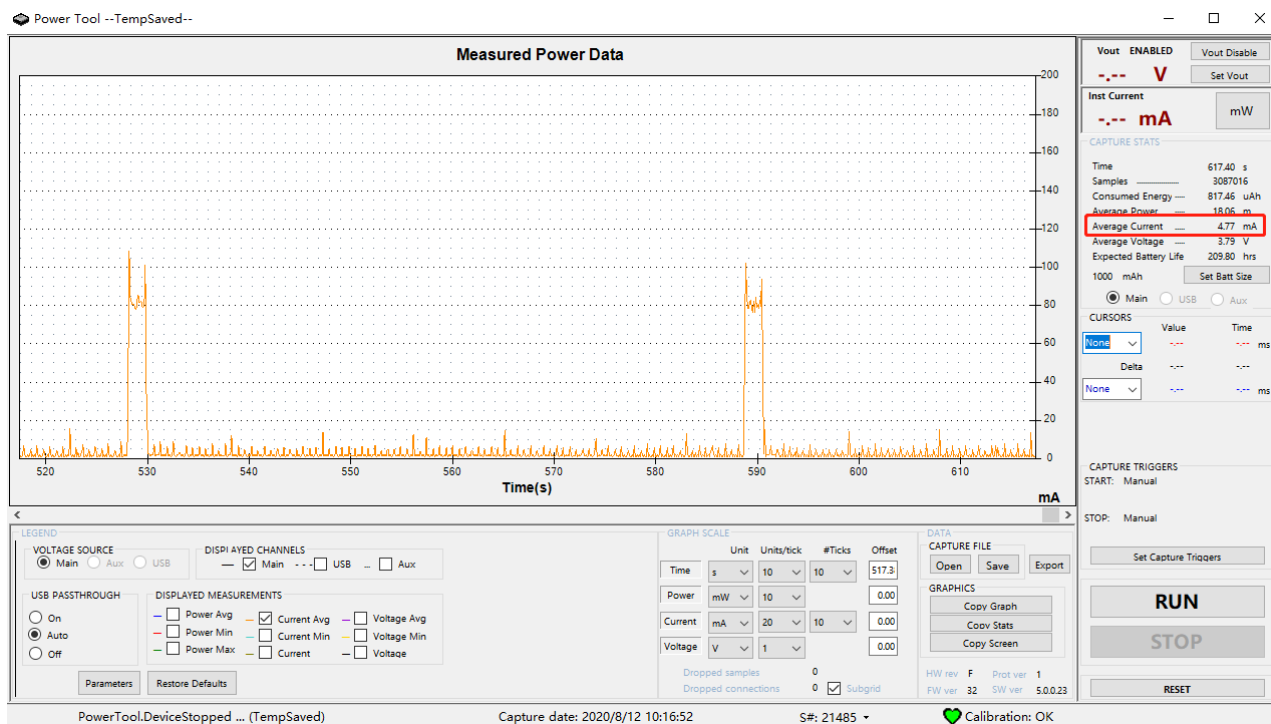 Power Tool --TempSaved--
Measured Power Data
200
180
160
140
120
100
80
60
40
20
0
520 530 540 550 560 570 580 590 600 610
Time(s)
mA
Vout ENABLED Vout Disable
-.-- V Set Vout
Inst Current
-.-- mA mW
CAPTURE STATS
Time 617.40 s
Samples 3087016
Consumed Energy 817.46 uAh
Average Power 18.06 m
Average Current 4.77 mA
Average Voltage 3.79 V
Expected Battery Life 209.80 hrs
1000 mAh Set Batt Size
Main USB Aux
CURSORS
Value Time
None -.-- -.-- ms
Delta -.-- -.--
None -.-- -.-- ms
CAPTURE TRIGGERS
START: Manual
STOP: Manual
Set Capture Triggers
RUN
STOP
RESET
LEGEND
VOLTAGE SOURCE
Main Aux USB
DISPLAYED CHANNELS
Main USB Aux
USB PASSTHROUGH
On
Auto
Off
DISPLAYED MEASUREMENTS
Power Avg Current Avg Voltage Avg
Power Min Current Min Voltage Min
Power Max Current Voltage
Parameters Restore Defaults
GRAPH SCALE
Unit Units/tick #Ticks Offset
Time s 10 10 517.3
Power mW 10 0.00
Current mA 20 10 0.00
Voltage V 1 0.00
Dropped samples 0
Dropped connections 0 Subgrid
DATA
CAPTURE FILE
Open Save Export
GRAPHICS
Copy Graph
Copy Stats
Copy Screen
HW rev F Prot ver 1
FW ver 32 SW ver 5.0.0.23
PowerTool.DeviceStopped ... (TempSaved) Capture date: 2020/8/12 10:16:52 S#: 21485 Calibration: OK